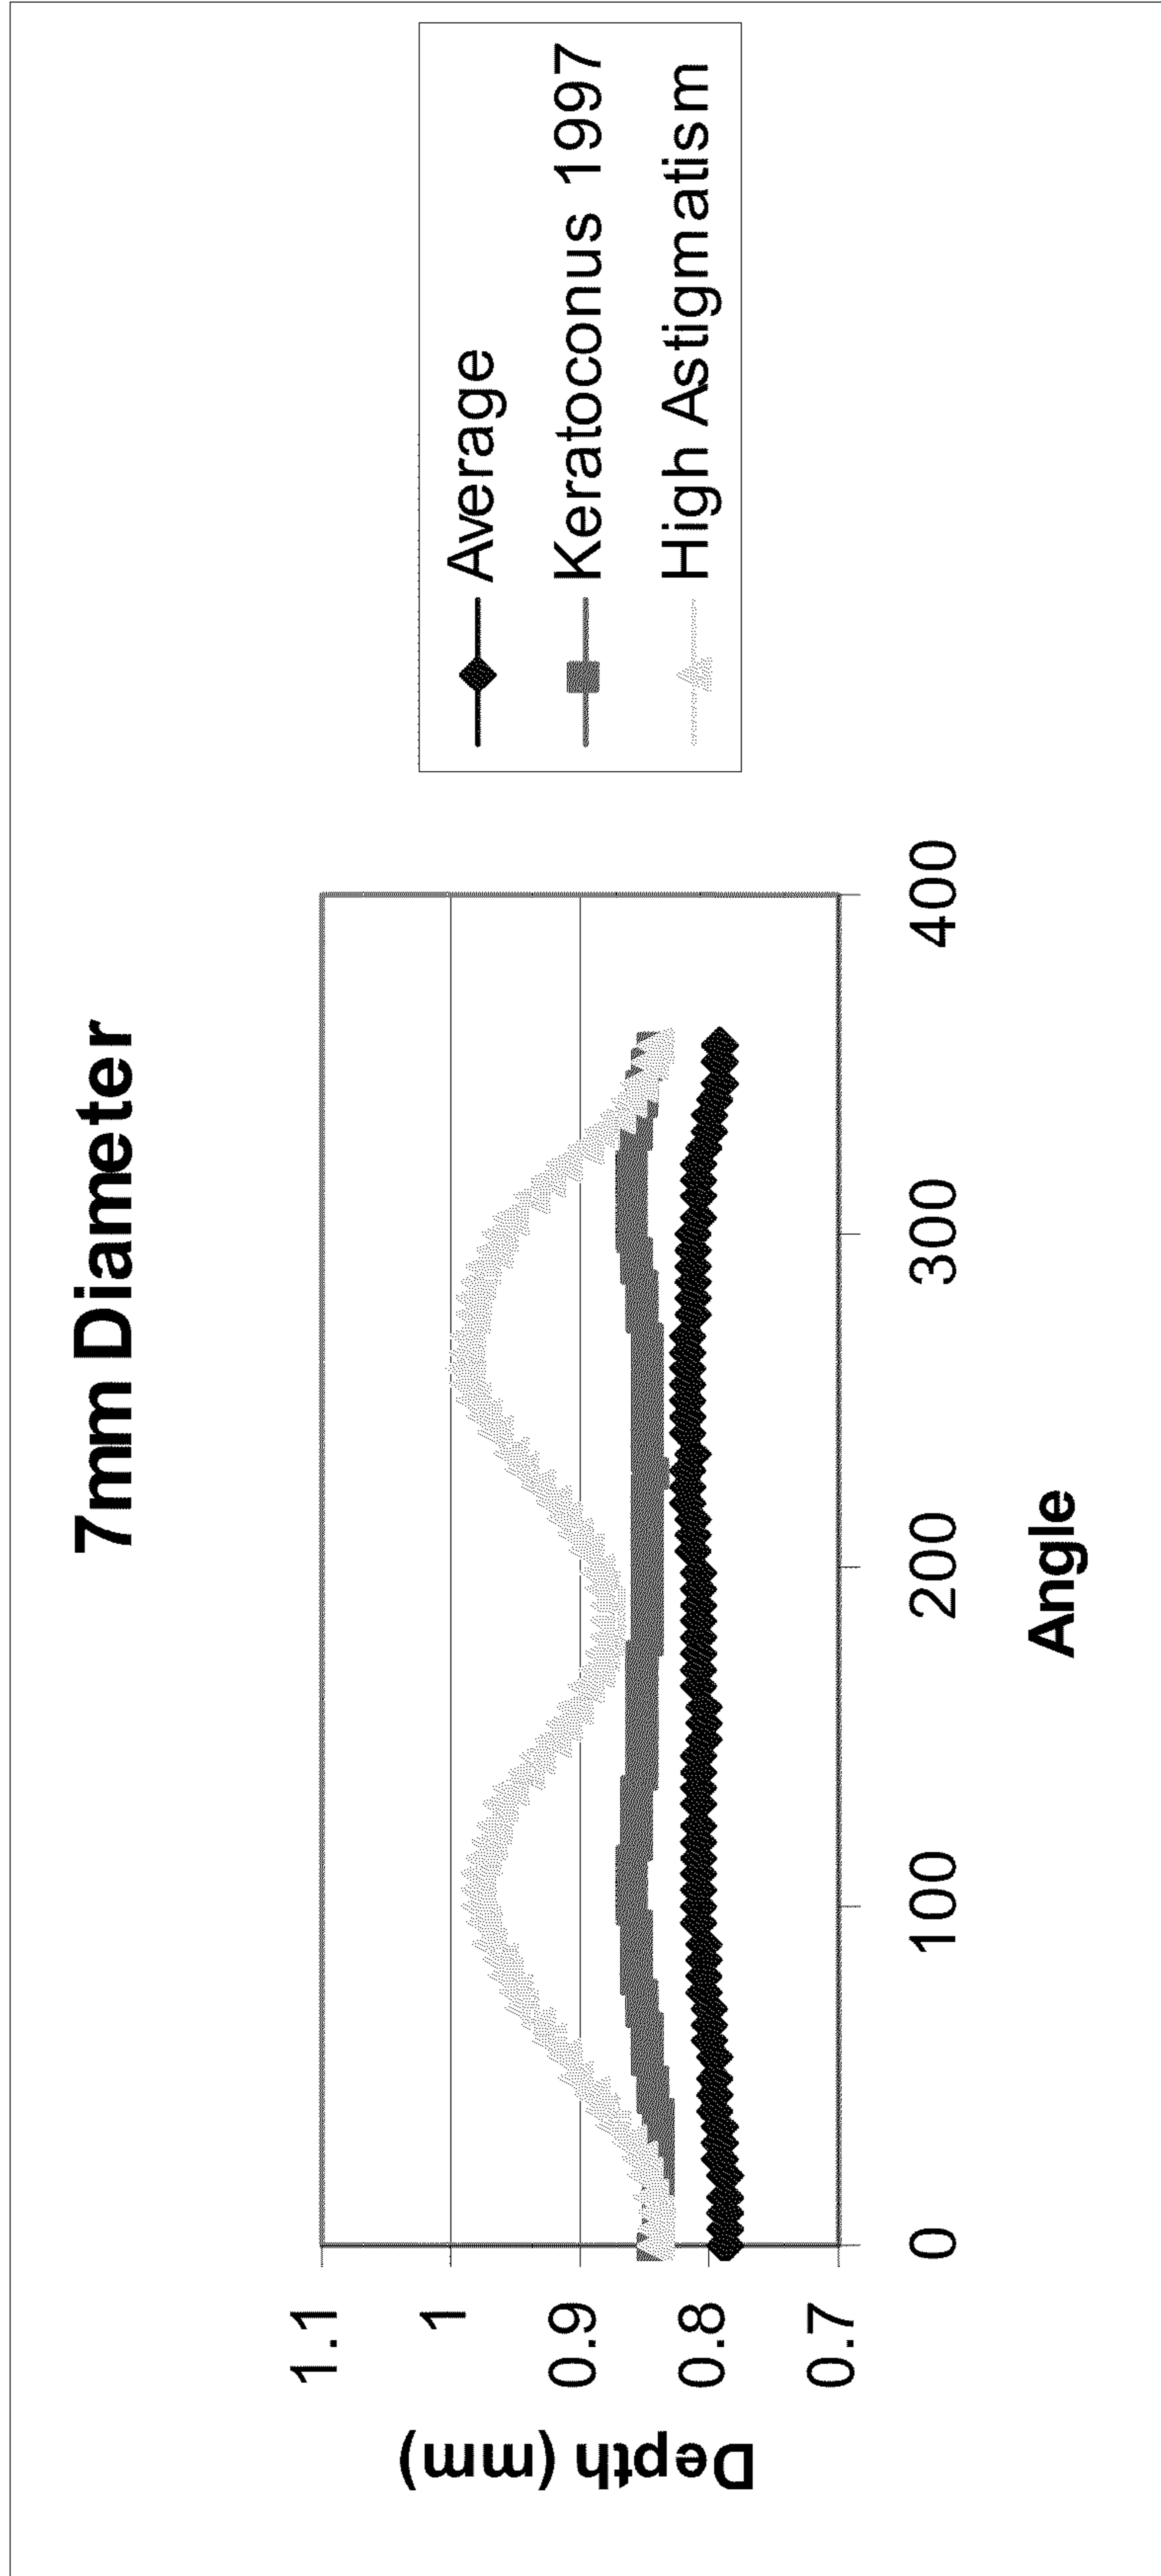 7mm Diameter
Depth (mm)
1.1
1
0.9
0.8
0.7
0
100
200
300
400
Angle
Average
Keratoconus 1997
High Astigmatism